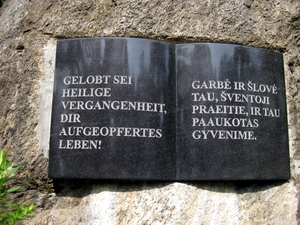 GELOBT SEI
HEILIGE
VERGANGENHEIT,
DIR
AUFGEOPFERTES
LEBEN!
GARBĖ IR ŠLOVĖ
TAU, ŠVENTOJI
PRAEITIE, IR TAU
PAAUKOTAS
GYVENIME.